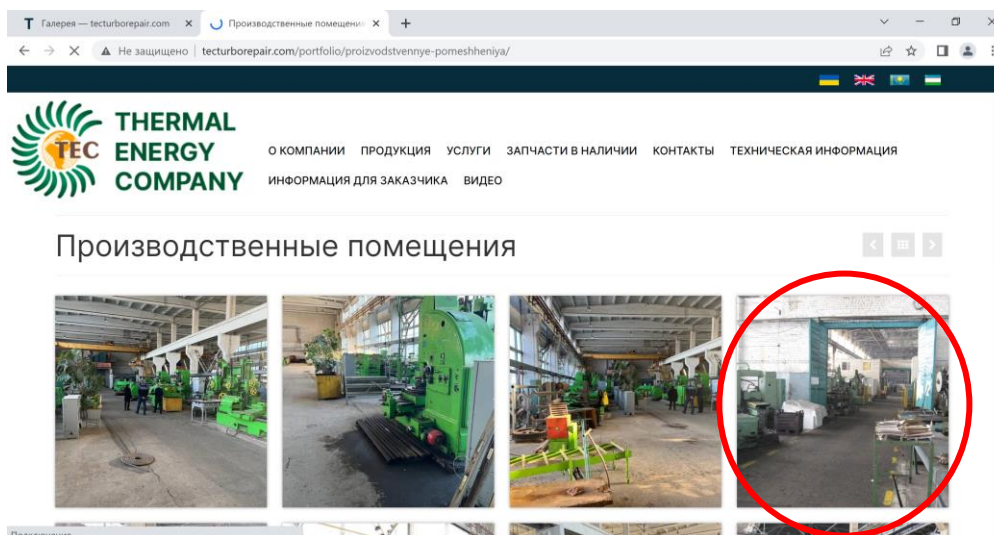 Галерея — tecturborepair.com
Производственные помещени
Не защищено | tecturborepair.com/portfolio/proizvodstvennye-pomeshheniya/
THERMAL
ENERGY
COMPANY
TEC
О КОМПАНИИ ПРОДУКЦИЯ УСЛУГИ ЗАПЧАСТИ В НАЛИЧИИ КОНТАКТЫ ТЕХНИЧЕСКАЯ ИНФОРМАЦИЯ
ИНФОРМАЦИЯ ДЛЯ ЗАКАЗЧИКА ВИДЕО
Производственные помещения